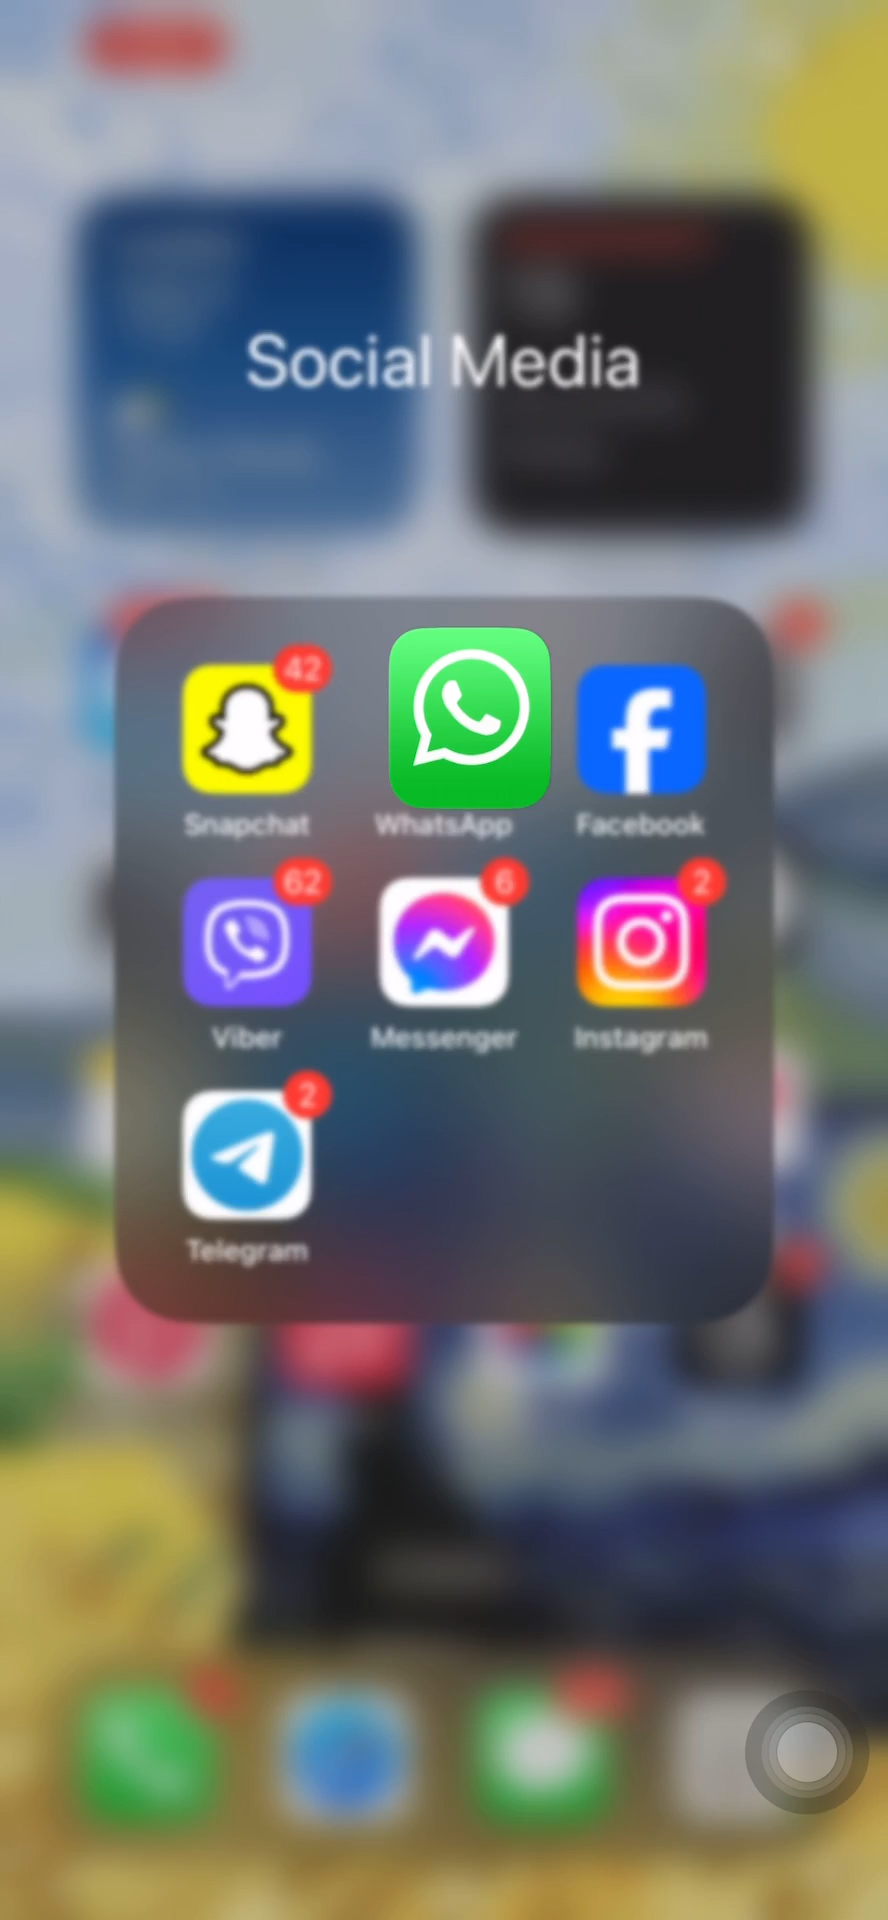 Social Media
42
Snapchat WhatsApp Facebook
62 6 2
Viber Messenger Instagram
2
Telegram